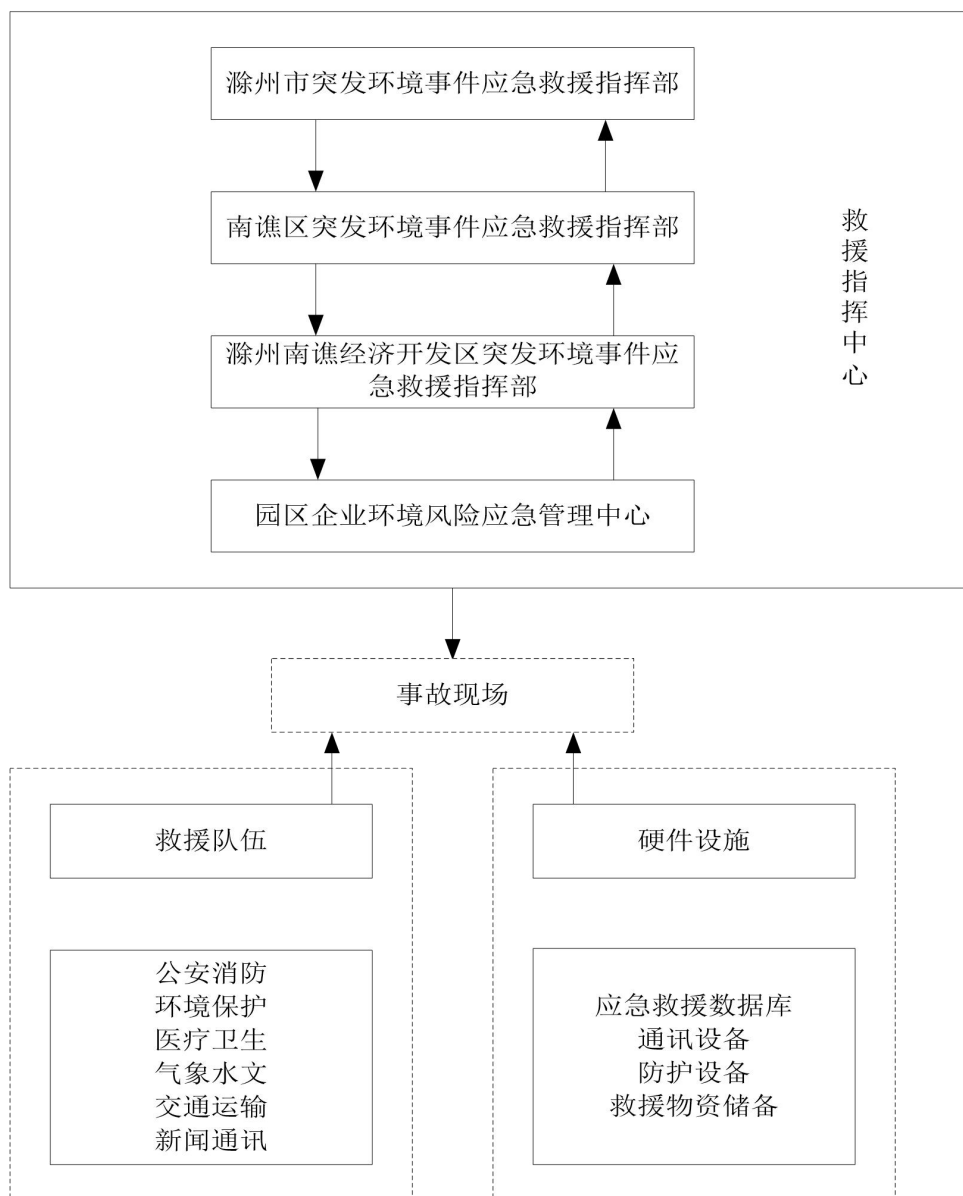 滁州市突发环境事件应急救援指挥部
南谯区突发环境事件应急救援指挥部
滁州南谯经济开发区突发环境事件应
急救援指挥部
园区企业环境风险应急管理中心
救
援
指
挥
中
心
事故现场
救援队伍
公安消防
环境保护
医疗卫生
气象水文
交通运输
新闻通讯
硬件设施
应急救援数据库
通讯设备
防护设备
救援物资储备